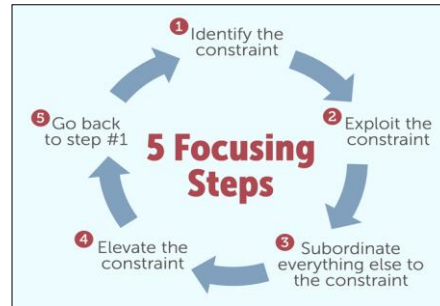 1 Identify the
constraint
2 Exploit the
constraint
3 Subordinate
everything else to
the constraint
4 Elevate the
constraint
5 Go back
to step #1
5 Focusing
Steps